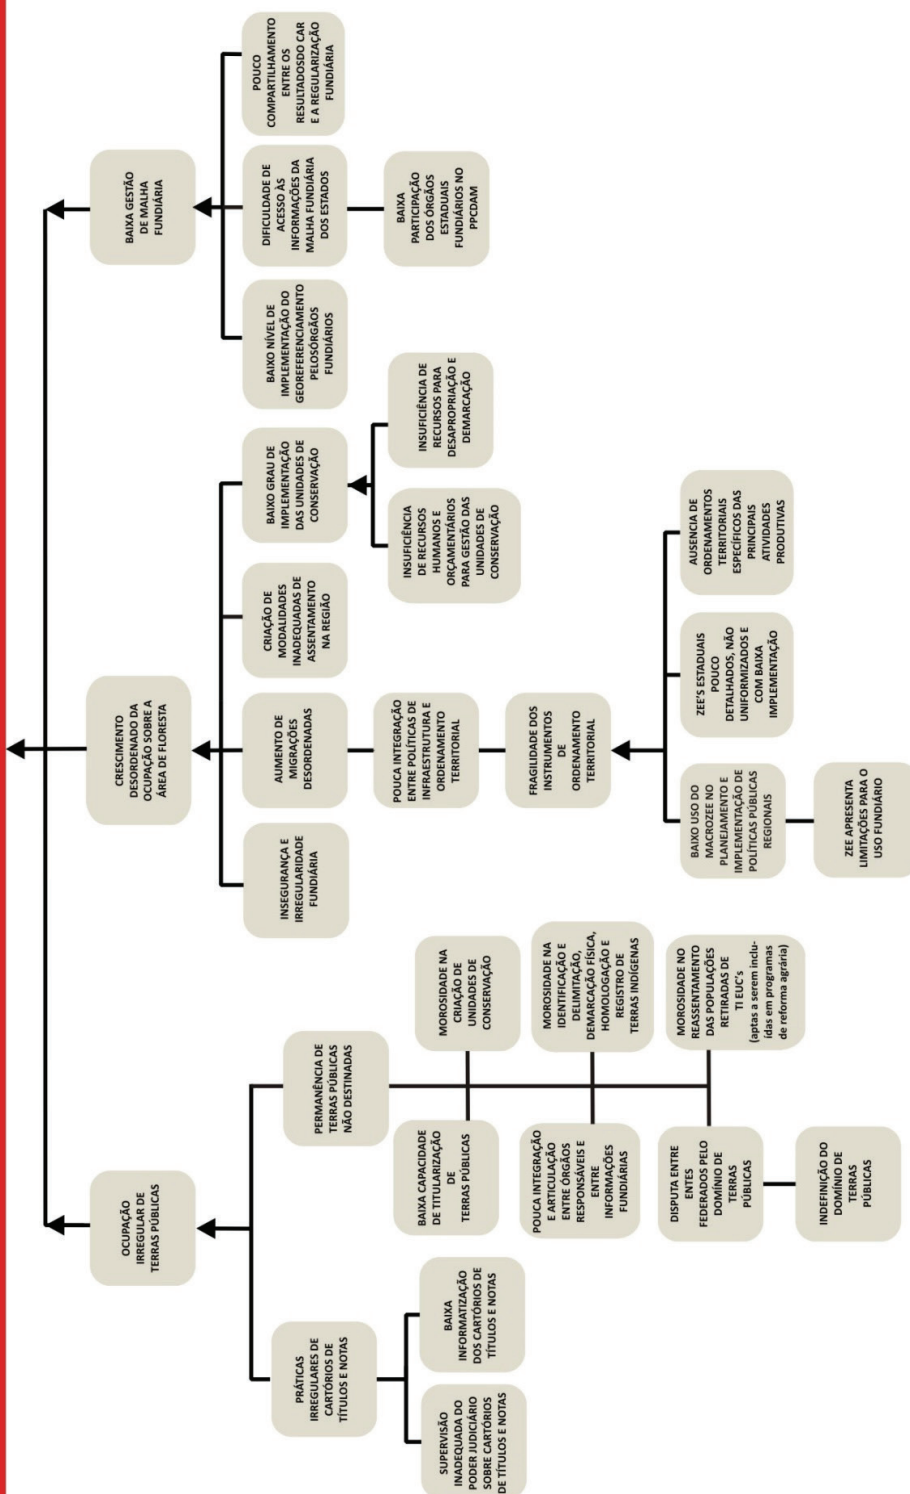 OCUPAÇÃO
IRREGULAR DE
TERRAS PÚBLICAS
CRESCIMENTO
DESORDENADO DA
OCUPAÇÃO SOBRE A
ÁREA DE FLORESTA
BAIXA GESTÃO
DE MALHA
FUNDIÁRIA
PRÁTICAS
IRREGULARES DE
CARTÓRIOS DE
TÍTULOS E NOTAS
PERMANÊNCIA DE
TERRAS PÚBLICAS
NÃO DESTINADAS
INSEGURANÇA E
IRREGULARIDADE
FUNDIÁRIA
AUMENTO DE
MIGRAÇÕES
DESORDENADAS
CRIAÇÃO DE
MODALIDADES
INADEQUADAS DE
ASSENTAMENTO
NA REGIÃO
BAIXO GRAU DE
IMPLEMENTAÇÃO
DAS UNIDADES DE
CONSERVAÇÃO
BAIXO NÍVEL DE
IMPLEMENTAÇÃO DO
GEOREFERENCIAMENTO
PELOSÓRGÃOS
FUNDIÁRIOS
DIFICULDADE DE
ACESSO ÀS
INFORMAÇÕES DA
MALHA FUNDIÁRIA
DOS ESTADOS
POUCO
COMPARTILHAMENTO
ENTRE OS
RESULTADOSDO CAR
E A REGULARIZAÇÃO
FUNDIÁRIA
SUPERVISÃO
INADEQUADA DO
PODER JUDICIÁRIO
SOBRE CARTÓRIOS
DE TÍTULOS E NOTAS
BAIXA
INFORMATIZAÇÃO
DOS CARTÓRIOS DE
TÍTULOS E NOTAS
BAIXA CAPACIDADE
DE TITULARIZAÇÃO
DE
TERRAS PÚBLICAS
MOROSIDADE NA
CRIAÇÃO DE
UNIDADES DE
CONSERVAÇÃO
POUCA INTEGRAÇÃO
ENTRE POLÍTICAS DE
INFRAESTRUTURA E
ORDENAMENTO
TERRITORIAL
INSUFICIÊNCIA
DE RECURSOS
HUMANOS E
ORÇAMENTÁRIOS
PARA GESTÃO DAS
UNIDADES DE
CONSERVAÇÃO
INSUFICIÊNCIA DE
RECURSOS PARA
DESAPROPRIAÇÃO E
DEMARCAÇÃO
BAIXA
PARTICIPAÇÃO
DOS ÓRGÃOS
ESTADUAIS
FUNDIÁRIOS NO
PPCDAM
POUCA INTEGRAÇÃO
E ARTICULAÇÃO
ENTRE ÓRGÃOS
RESPONSÁVEIS E
ENTRE
INFORMAÇÕES
FUNDIÁRIAS
MOROSIDADE NA
IDENTIFICAÇÃO E
DELIMITAÇÃO,
DEMARCAÇÃO FÍSICA,
HOMOLOGAÇÃO E
REGISTRO DE
TERRAS INDÍGENAS
FRAGILIDADE DOS
INSTRUMENTOS
DE
ORDENAMENTO
TERRITORIAL
DISPUTA ENTRE
ENTES
FEDERADOS PELO
DOMÍNIO DE
TERRAS
PÚBLICAS
MOROSIDADE NO
REASSENTAMENTO
DAS POPULAÇÕES
RETIRADAS DE
TI EUC's
(aptas a serem inclu-
ídas em programas
de reforma agrária)
BAIXO USO DO
MACROZEE NO
PLANEJAMENTO E
IMPLEMENTAÇÃO DE
POLÍTICAS PÚBLICAS
REGIONAIS
ZEE'S ESTADUAIS
POUCO
DETALHADOS, NÃO
UNIFORMIZADOS E
COM BAIXA
IMPLEMENTAÇÃO
AUSENCIA DE
ORDENAMENTOS
TERRITORIAIS
ESPECÍFICOS DAS
PRINCIPAIS
ATIVIDADES
PRODUTIVAS
INDEFINIÇÃO DO
DOMÍNIO DE
TERRAS
PÚBLICAS
ZEE APRESENTA
LIMITAÇÕES PARA O
USO FUNDIÁRIO